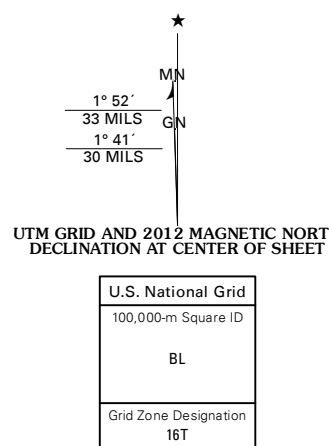 ★
MN
1° 52´
33 MILS
GN
1° 41´
30 MILS
UTM GRID AND 2012 MAGNETIC NORT
DECLINATION AT CENTER OF SHEET
U.S. National Grid
100,000-m Square ID
BL
Grid Zone Designation
16T